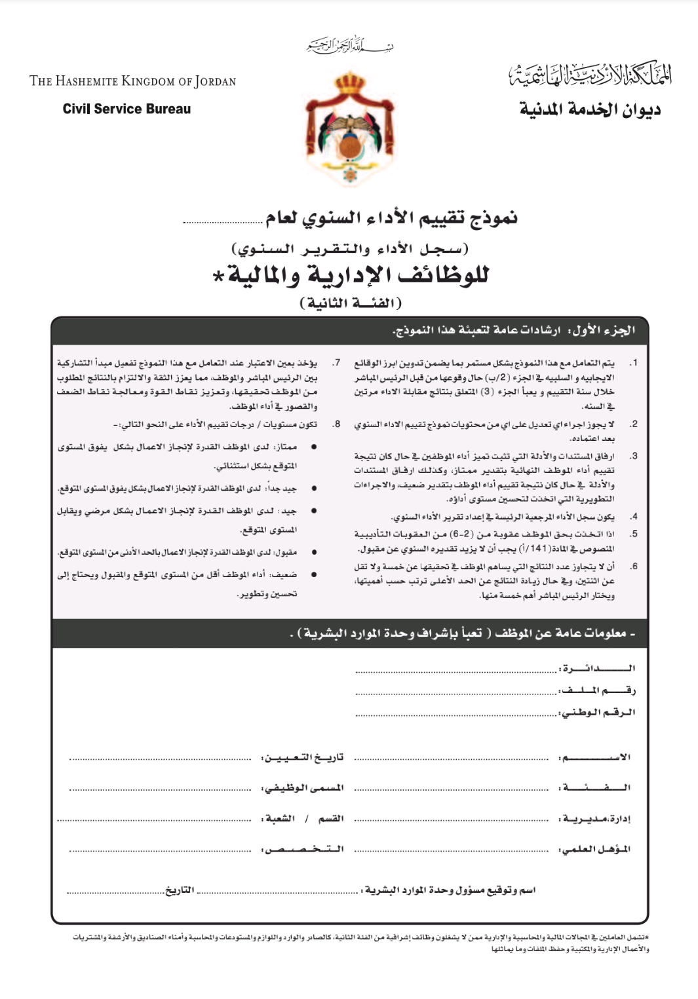 بسم الله الرحمن الرحيم
THE HASHEMITE KINGDOM OF JORDAN
المملكة الأردنية الهاشمية
Civil Service Bureau
ديوان الخدمة المدنية
نموذج تقييم الأداء السنوي لعام ..............................
(سجل الأداء والتقرير السنوي)
للوظائف الإدارية والمالية*
(الفئة الثانية)
الجزء الأول: ارشادات عامة لتعبئة هذا النموذج.
1. يتم التعامل مع هذا النموذج بشكل مستمر بما يضمن تدوين ابرز الوقائع
الايجابيه و السلبيه في الجزء (2/ب) حال وقوعها من قبل الرئيس المباشر
خلال سنة التقييم و يعبأ الجزء (3) المتعلق بنتائج مقابلة الاداء مرتين
في السنه.
2. لا يجوز اجراء اي تعديل على اي من محتويات نموذج تقييم الاداء السنوي
بعد اعتماده.
3. ارفاق المستندات والأدلة التي تثبت تميز أداء الموظفين في حال كان نتيجة
تقييم أداء الموظف النهائية بتقدير ممتاز، وكذلك ارفاق المستندات
والأدلة في حال كان نتيجة تقييم أداء الموظف بتقدير ضعيف، والاجراءات
التطويرية التي اتخذت لتحسين مستوى أداؤه.
4. يكون سجل الأداء المرجعية الرئيسة في إعداد تقرير الأداء السنوي.
5. اذا اتخذت بحق الموظف عقوبة من (2-6) من العقوبات التأديبية
المنصوص في المادة(141/أ) يجب أن لا يزيد تقديره السنوي عن مقبول.
6. أن لا يتجاوز عدد النتائج التي يساهم الموظف في تحقيقها عن خمسة ولا تقل
عن اثنتين، وفي حال زيادة النتائج عن الحد الأعلى ترتب حسب أهميتها،
ويختار الرئيس المباشر أهم خمسة منها.
7. يؤخذ بعين الاعتبار عند التعامل مع هذا النموذج تفعيل مبدأ التشاركية
بين الرئيس المباشر والموظف، مما يعزز الثقة والالتزام بالنتائج المطلوب
من الموظف تحقيقها، وتعزيز نقاط القوة ومعالجة نقاط الضعف
والقصور في أداء الموظف.
8. تكون مستويات / درجات تقييم الأداء على النحو التالي:-
● ممتاز: لدى الموظف القدرة لإنجاز الاعمال بشكل يفوق المستوى
المتوقع بشكل استثنائي.
● جيد جداً: لدى الموظف القدرة لإنجاز الاعمال بشكل يفوق المستوى المتوقع.
● جيد: لدى الموظف القدرة لإنجاز الاعمال بشكل مرضي ويقابل
المستوى المتوقع.
● مقبول: لدى الموظف القدرة لإنجاز الاعمال بالحد الأدنى من المستوى المتوقع.
● ضعيف: أداء الموظف أقل من المستوى المتوقع والمقبول ويحتاج إلى
تحسين وتطوير.
- معلومات عامة عن الموظف ( تعبأ بإشراف وحدة الموارد البشرية) .
الـدائـرة: ..............................
رقـم الملـف: ..............................
الرقم الوطني: ..............................
الاسـم: .............................. تاريـخ التعـييـن: ..............................
الـفـئـة: .............................. المسمى الوظيفي: ..............................
إدارة،مديرية: .............................. القسم / الشعبة: ..............................
المؤهل العلمي: .............................. التـخـصـص: ..............................
اسم وتوقيع مسؤول وحدة الموارد البشرية: .............................. التاريخ..............................
*تشمل العاملين في المجالات المالية والمحاسبية والإدارية ممن لا يشغلون وظائف إشرافية من الفئة الثانية، كالصادر والوارد واللوازم والمستودعات والمحاسبة وأمناء الصناديق والأرشفة والمشتريات
والأعمال الإدارية والمكتبية وحفظ الملفات وما يماثلها